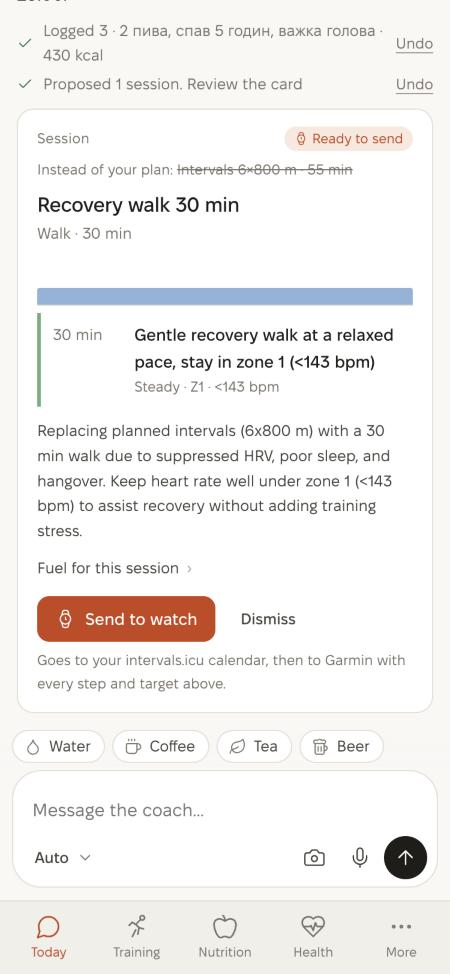 Logged 3 · 2 пива, спав 5 годин, важка голова ·
430 kcal
Undo
Proposed 1 session. Review the card
Undo
Session
Ready to send
Instead of your plan: Intervals 6×800 m · 55 min
Recovery walk 30 min
Walk · 30 min
30 min
Gentle recovery walk at a relaxed
pace, stay in zone 1 (<143 bpm)
Steady · Z1 · <143 bpm
Replacing planned intervals (6x800 m) with a 30
min walk due to suppressed HRV, poor sleep, and
hangover. Keep heart rate well under zone 1 (<143
bpm) to assist recovery without adding training
stress.
Fuel for this session ›
Send to watch
Dismiss
Goes to your intervals.icu calendar, then to Garmin with
every step and target above.
Water
Coffee
Tea
Beer
Message the coach...
Auto
Today
Training
Nutrition
Health
More